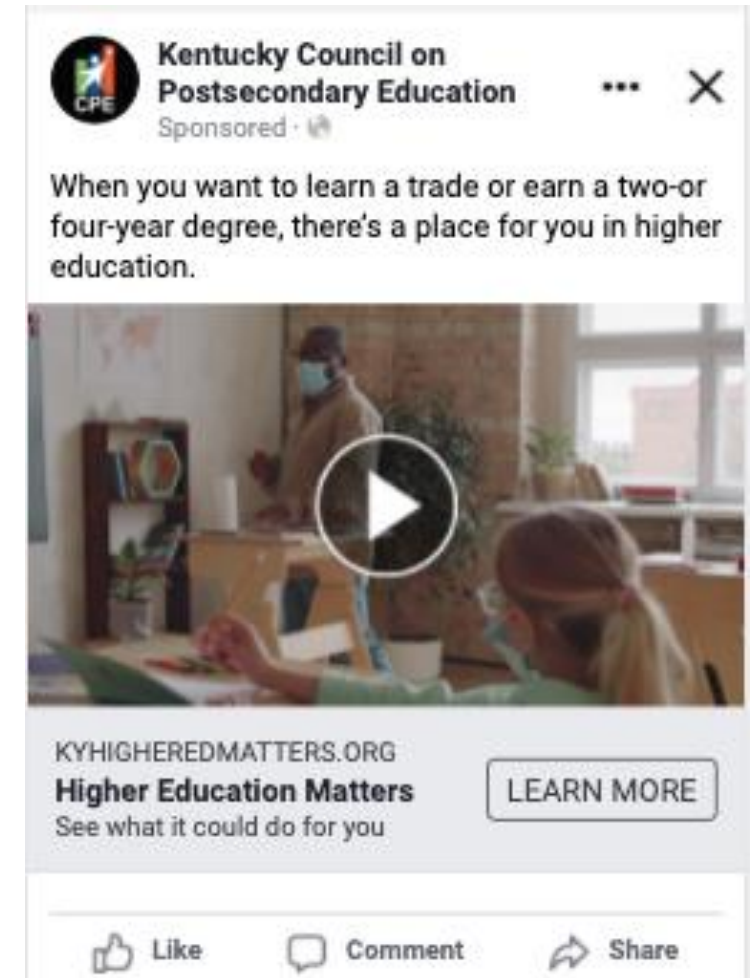 Kentucky Council on
Postsecondary Education
CPE
Sponsored ·
When you want to learn a trade or earn a two-or
four-year degree, there's a place for you in higher
education.
KYHIGHEREDMATTERS.ORG
Higher Education Matters
LEARN MORE
See what it could do for you
Like
Comment
Share